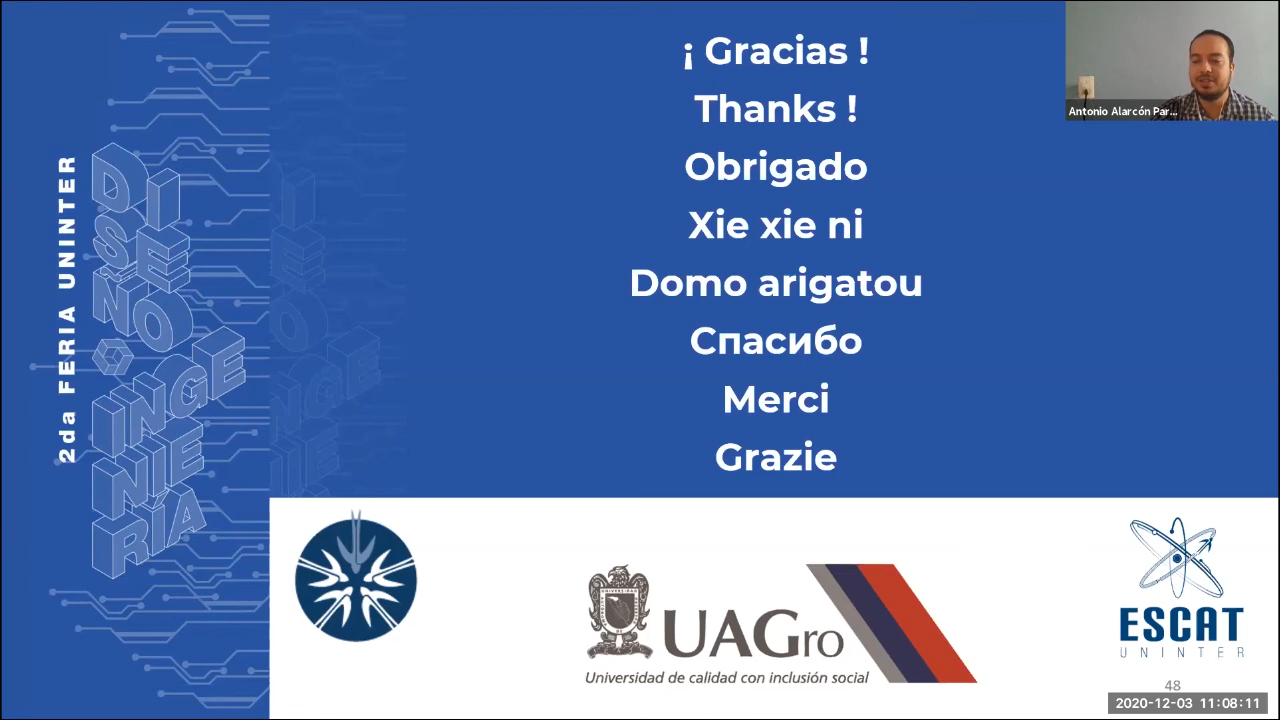 2da FERIA UNINTER
DISEÑO
INGENIERÍA
¡ Gracias !
Thanks !
Obrigado
Xie xie ni
Domo arigatou
Спасибо
Merci
Grazie
Antonio Alarcón Par...
UAGro
Universidad de calidad con inclusión social
ESCAT
UNINTER
48
2020-12-03 11:08:11